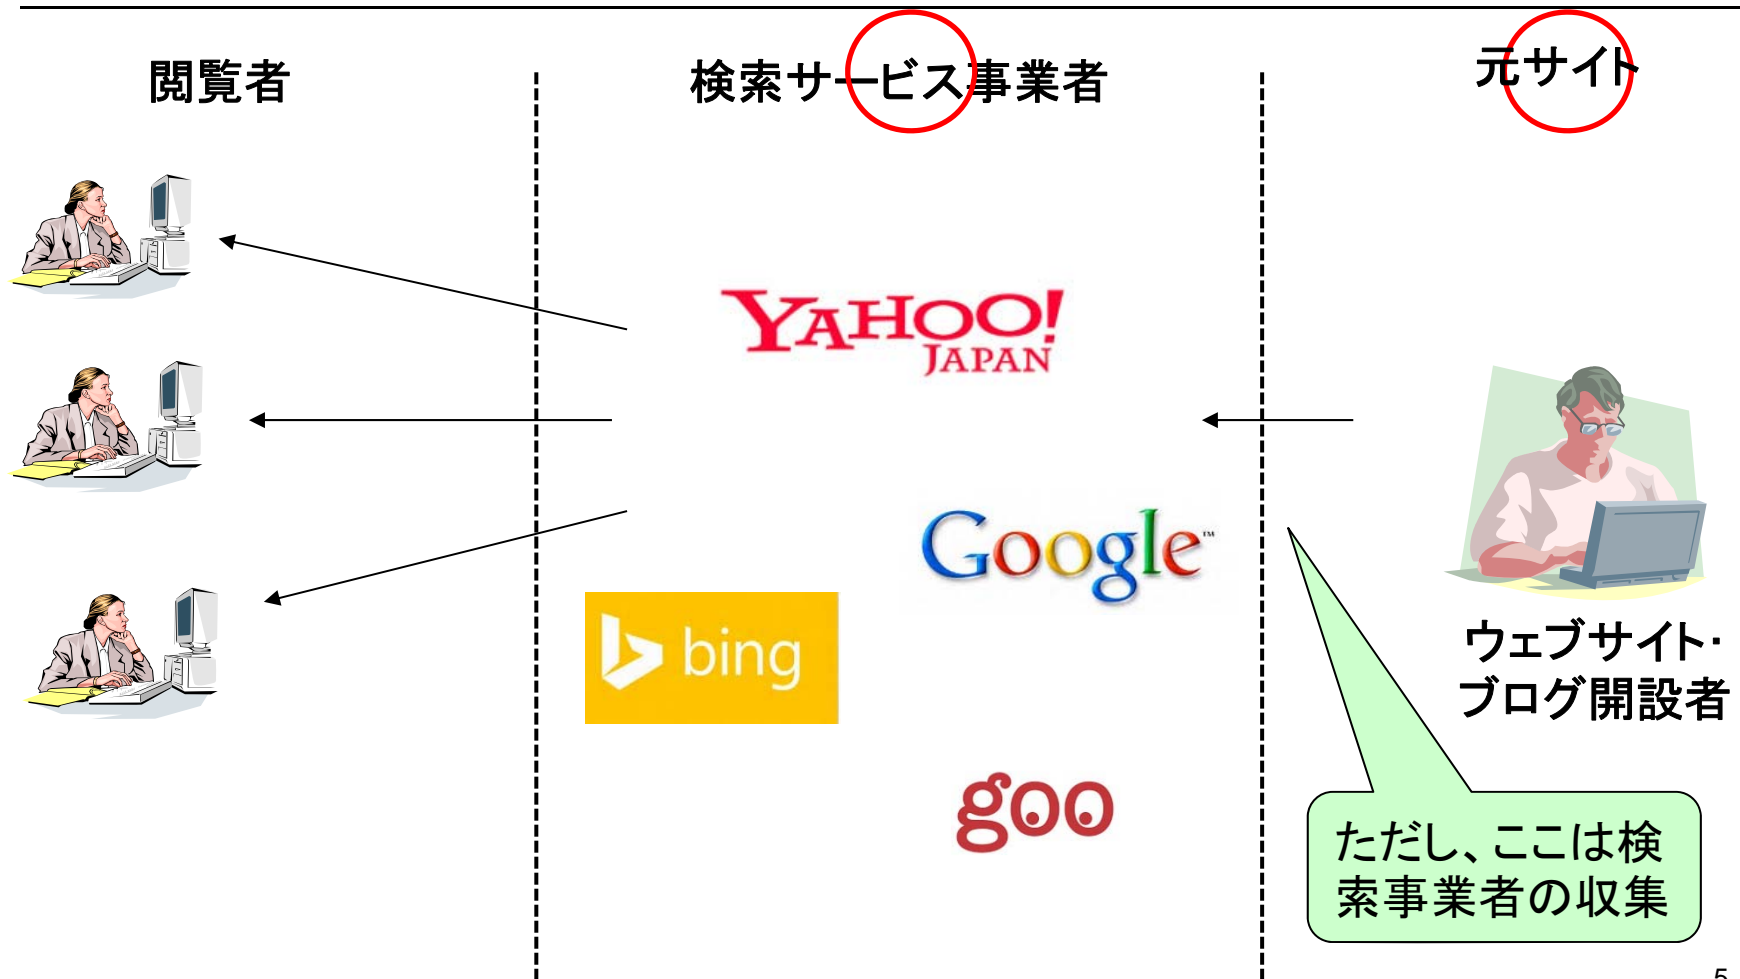 閲覧者
検索サービス事業者
元サイト
YAHOO!
JAPAN
Google™
bing
goo
ウェブサイト・
ブログ開設者
ただし、ここは検
索事業者の収集
5